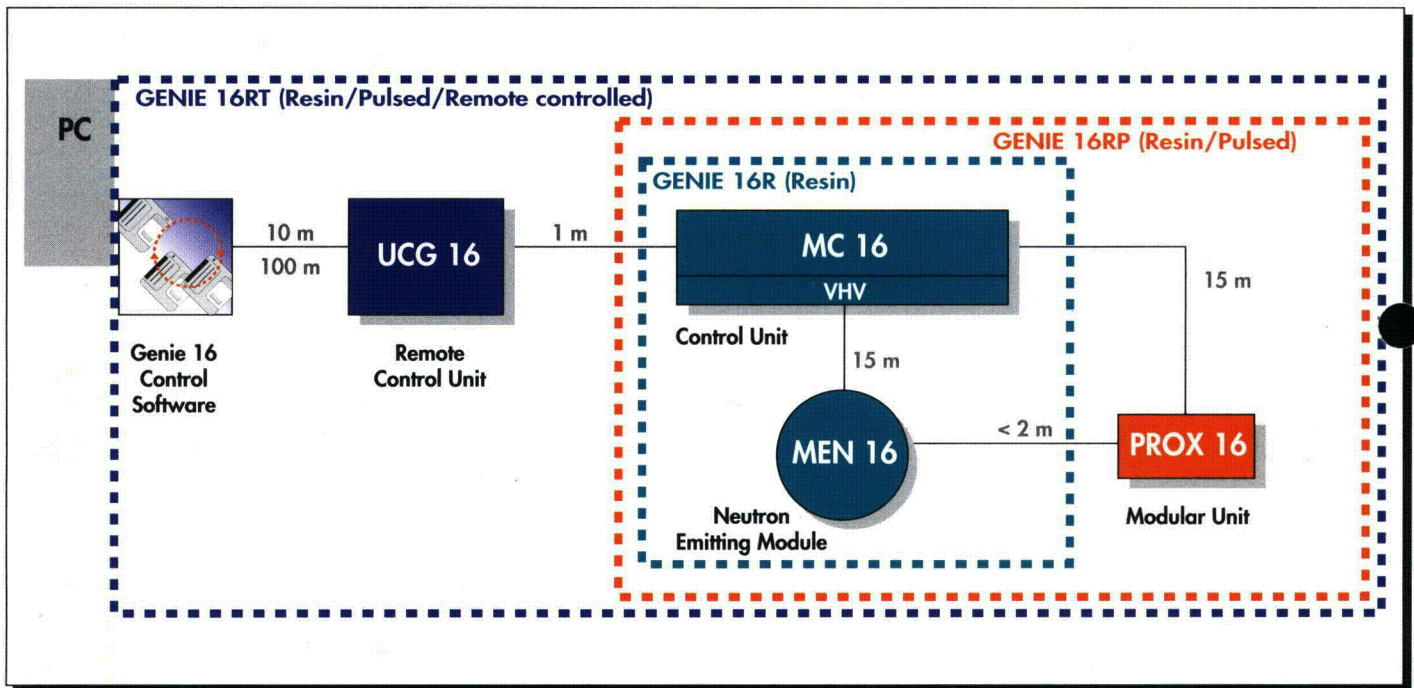 GENIE 16RT (Resin/Pulsed/Remote controlled)
PC
GENIE 16RP (Resin/Pulsed)
GENIE 16R (Resin)
10 m
100 m
UCG 16
1 m
MC 16
VHV
15 m
Genie 16
Control
Software
Remote
Control Unit
Control Unit
15 m
MEN 16
< 2 m
PROX 16
Neutron
Emitting Module
Modular Unit